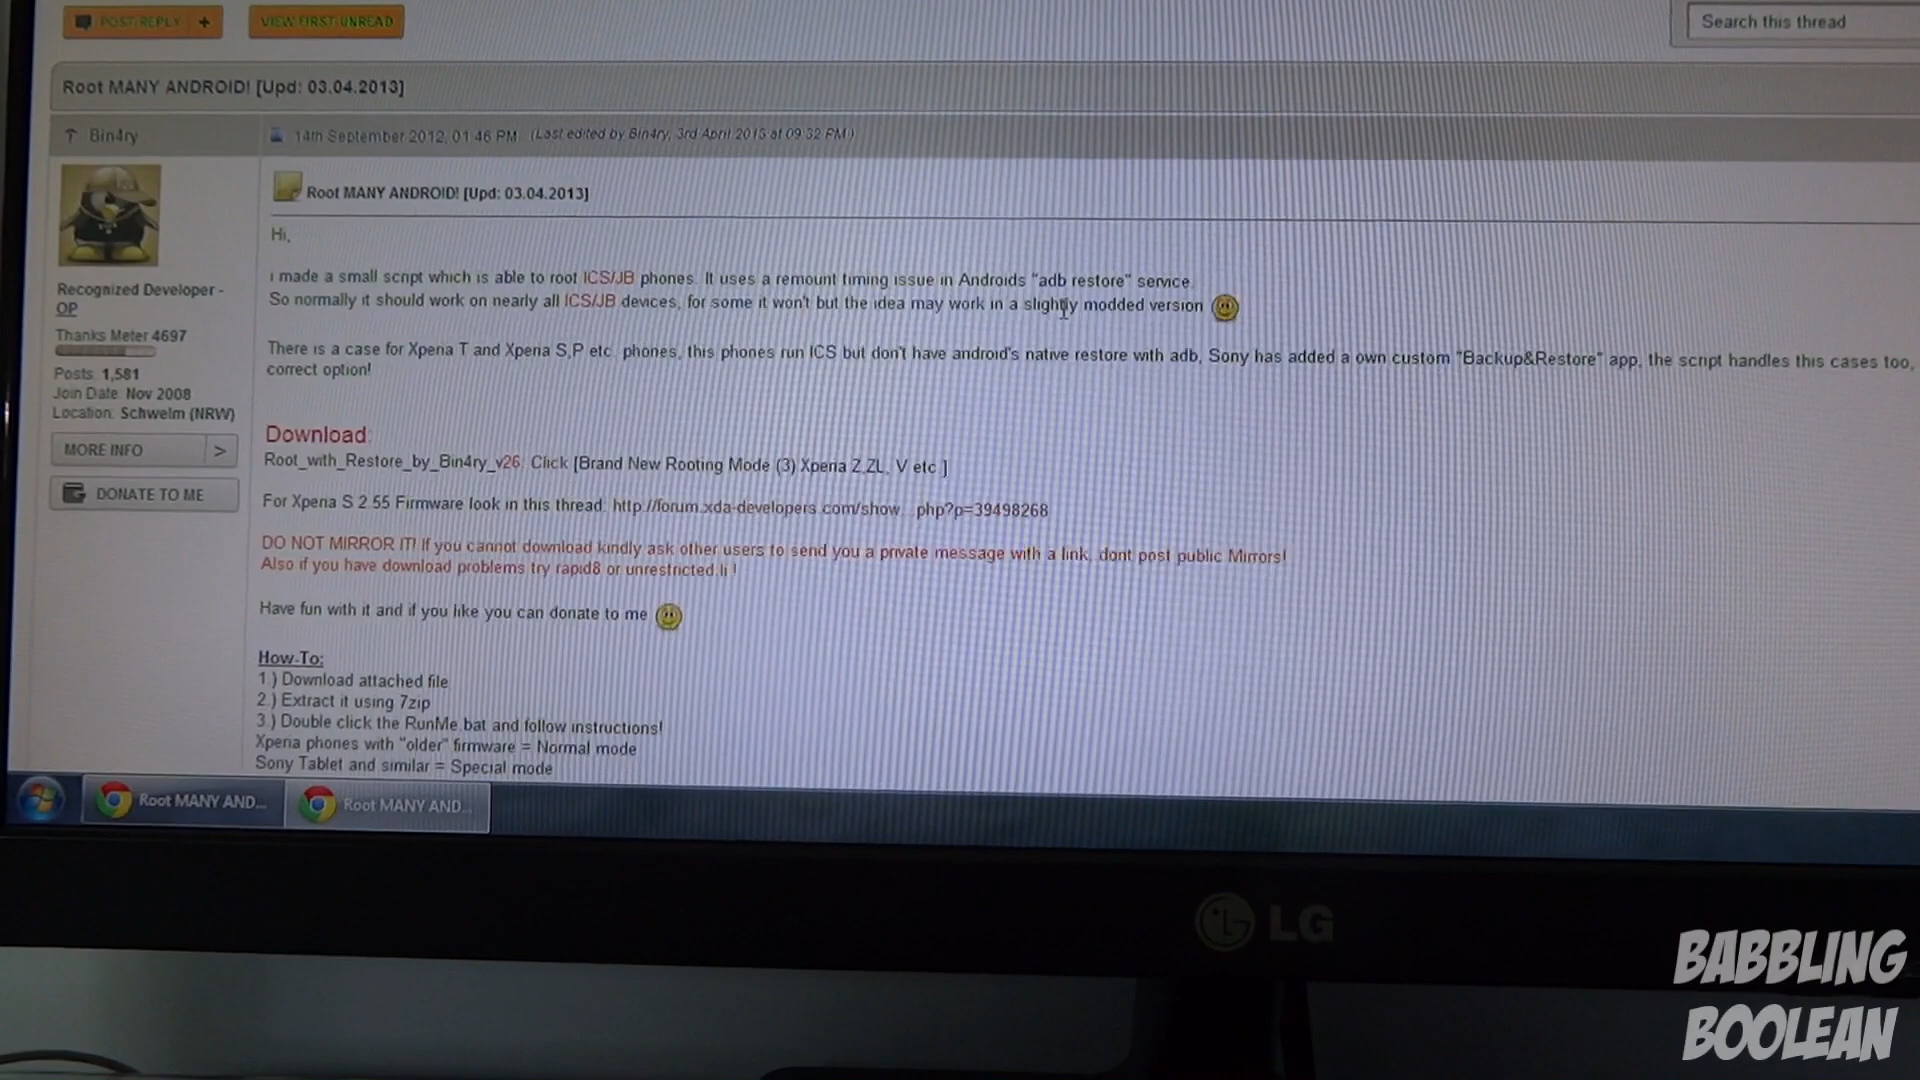 POST REPLY +
VIEW FIRST UNREAD
Search this thread
Root MANY ANDROID! [Upd: 03.04.2013]
Bin4ry
14th September 2012, 01:46 PM (Last edited by Bin4ry; 3rd April 2013 at 09:32 PM.)
Root MANY ANDROID! [Upd: 03.04.2013]
Hi,
i made a small script which is able to root ICS/JB phones. It uses a remount timing issue in Androids "adb restore" service.
So normally it should work on nearly all ICS/JB devices, for some it won't but the idea may work in a slightly modded version
Recognized Developer -
OP
Thanks Meter 4697
Posts: 1,581
Join Date: Nov 2008
Location: Schwelm (NRW)
MORE INFO >
DONATE TO ME
There is a case for Xperia T and Xperia S,P etc. phones, this phones run ICS but don't have android's native restore with adb, Sony has added a own custom "Backup&Restore" app, the script handles this cases too,
correct option!
Download:
Root_with_Restore_by_Bin4ry_v26. Click [Brand New Rooting Mode (3) Xperia Z,ZL, V etc.]
For Xperia S 2.55 Firmware look in this thread: http://forum.xda-developers.com/show...php?p=39498268
DO NOT MIRROR IT! If you cannot download kindly ask other users to send you a private message with a link, dont post public Mirrors!
Also if you have download problems try rapid8 or unrestricted.li !
Have fun with it and if you like you can donate to me
How-To:
1.) Download attached file
2.) Extract it using 7zip
3.) Double click the RunMe.bat and follow instructions!
Xperia phones with "older" firmware = Normal mode
Sony Tablet and similar = Special mode
Root MANY AND...
Root MANY AND...
LG
BABBLING
BOOLEAN